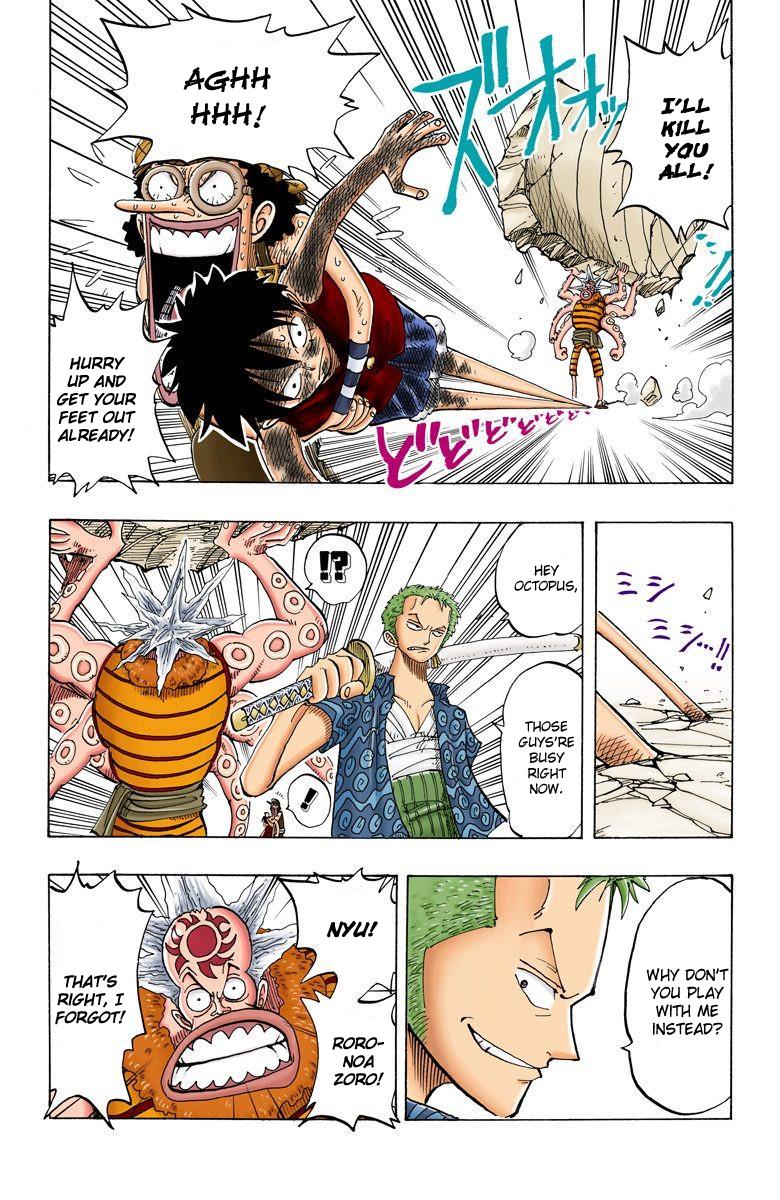 I'LL
KILL
YOU
ALL!
ズオオッ
!!
AGHH
HHH!
HURRY
UP AND
GET YOUR
FEET OUT
ALREADY!
どどどどどど
ミシ
ミシ...!!
HEY
OCTOPUS,
THOSE
GUYS'RE
BUSY
RIGHT
NOW.
!?
!!
WHY DON'T
YOU PLAY
WITH ME
INSTEAD?
NYU!
THAT'S
RIGHT, I
FORGOT!
RORO-
NOA
ZORO!